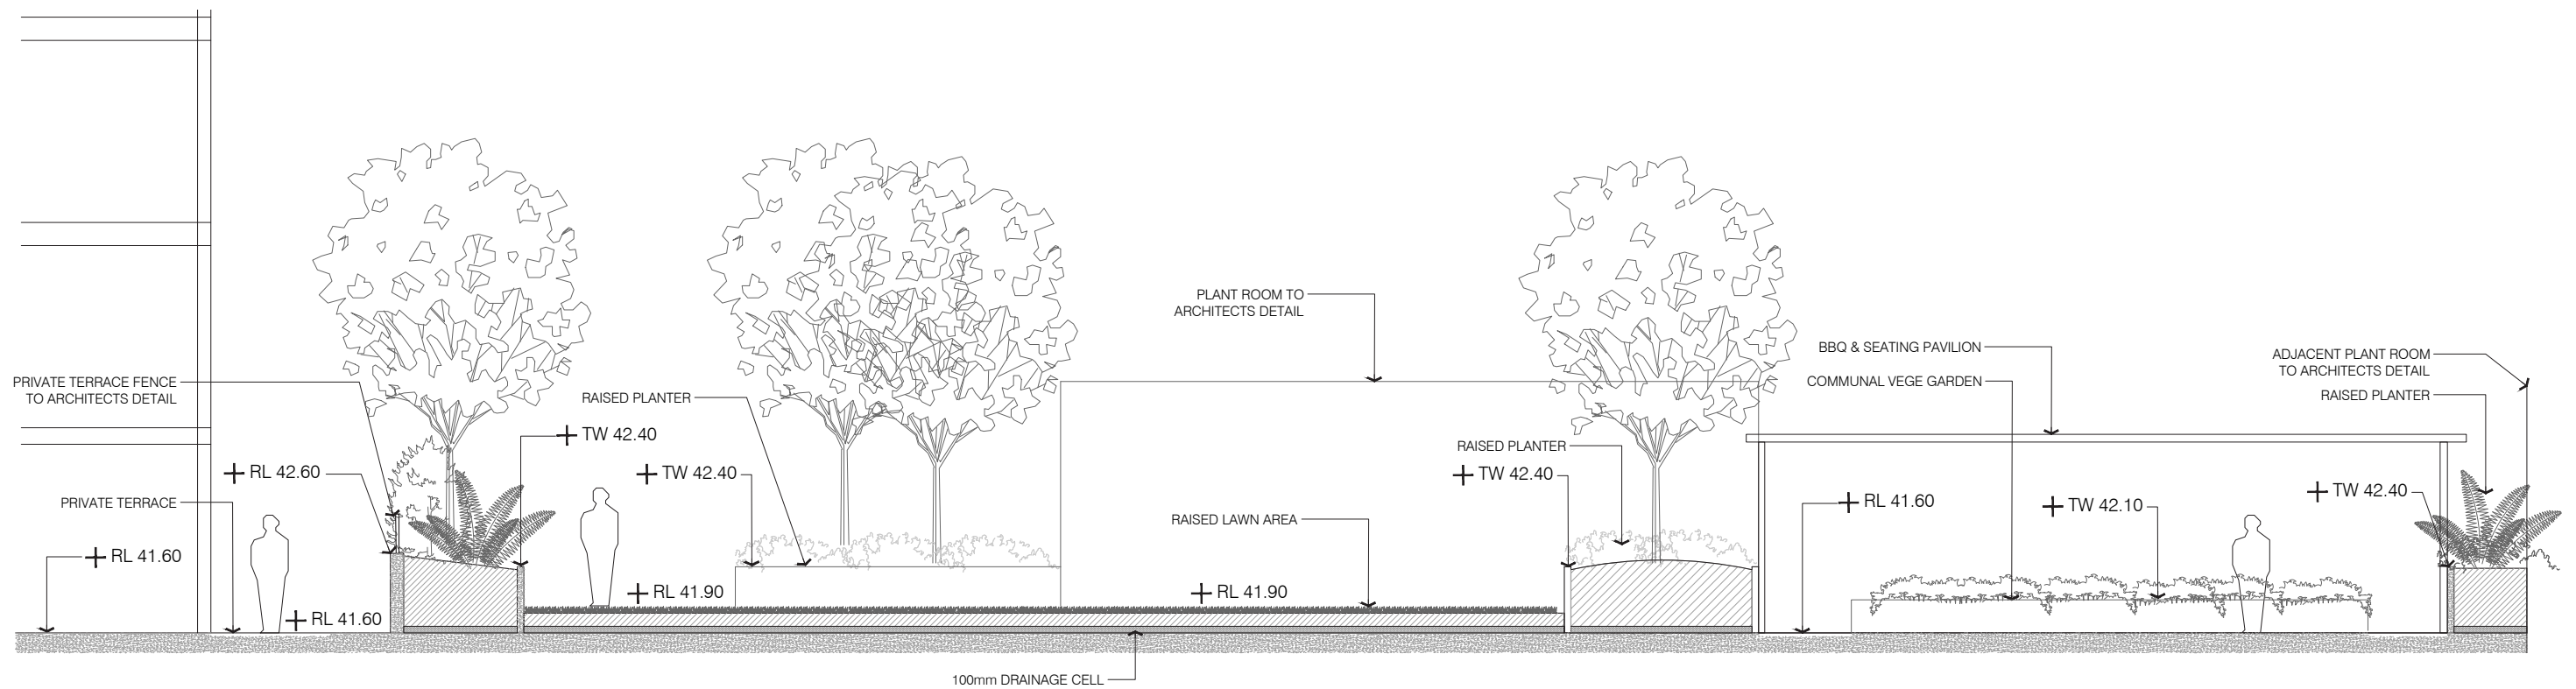 PRIVATE TERRACE FENCE
TO ARCHITECTS DETAIL
RL 42.60
PRIVATE TERRACE
RL 41.60
RL 41.60
TW 42.40
RAISED PLANTER
TW 42.40
RL 41.90
PLANT ROOM TO
ARCHITECTS DETAIL
RAISED LAWN AREA
RL 41.90
100mm DRAINAGE CELL
RAISED PLANTER
TW 42.40
BBQ & SEATING PAVILION
COMMUNAL VEGE GARDEN
RL 41.60
TW 42.10
ADJACENT PLANT ROOM
TO ARCHITECTS DETAIL
RAISED PLANTER
TW 42.40